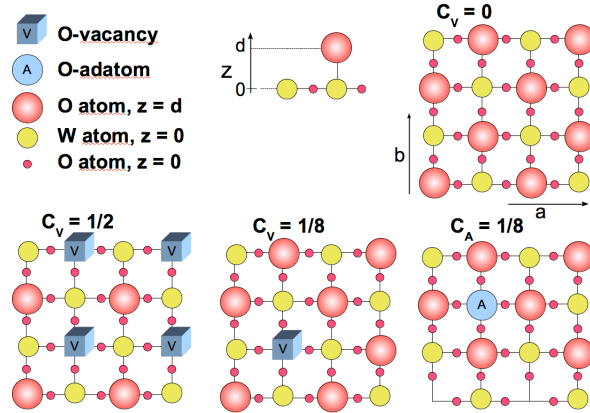 V O-vacancy
A O-adatom
O atom, z = d
W atom, z=0
O atom, z=0
d
z
0
C_V = 0
b
a
C_V = 1/2
V V
V V
C_V = 1/8
V
C_A = 1/8
A